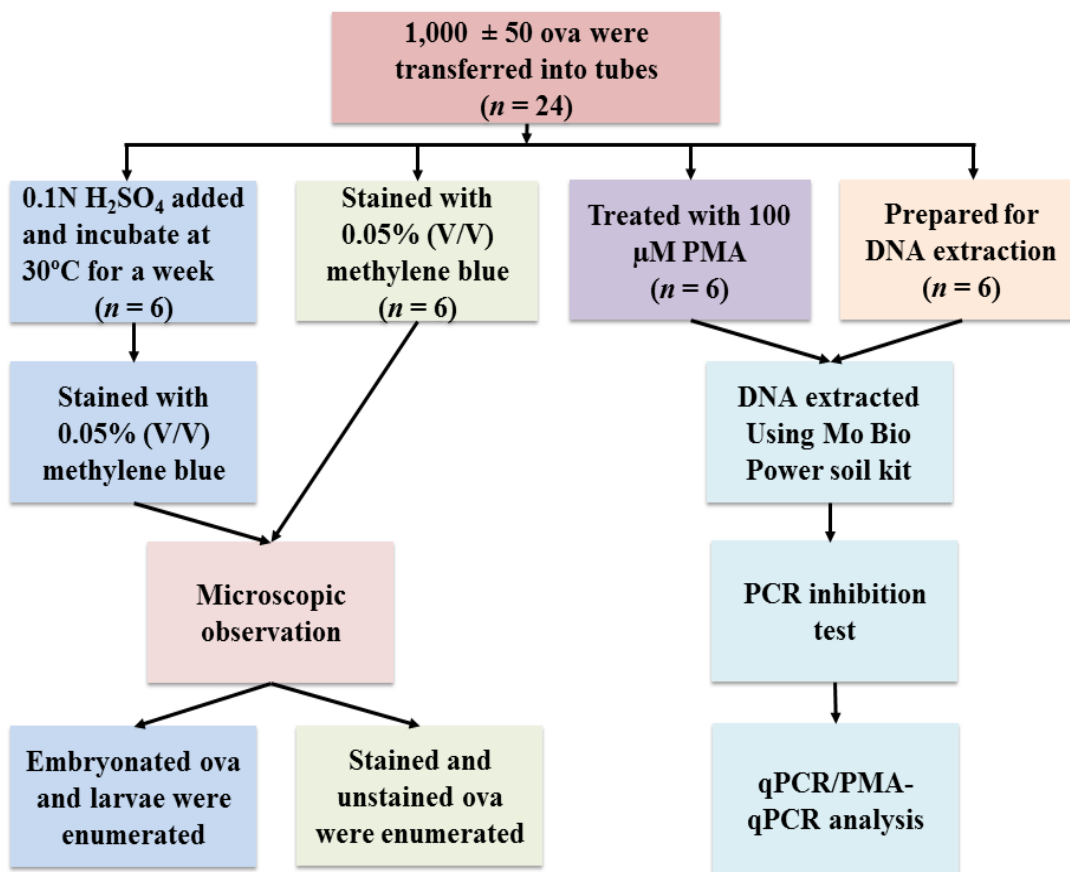 1,000 ± 50 ova were
transferred into tubes
(n = 24)
0.1N H₂SO₄ added
and incubate at
30ºC for a week
(n = 6)
Stained with
0.05% (V/V)
methylene blue
(n = 6)
Treated with 100
µM PMA
(n = 6)
Prepared for
DNA extraction
(n = 6)
Stained with
0.05% (V/V)
methylene blue
DNA extracted
Using Mo Bio
Power soil kit
Microscopic
observation
PCR inhibition
test
Embryonated ova
and larvae were
enumerated
Stained and
unstained ova
were enumerated
qPCR/PMA-
qPCR analysis